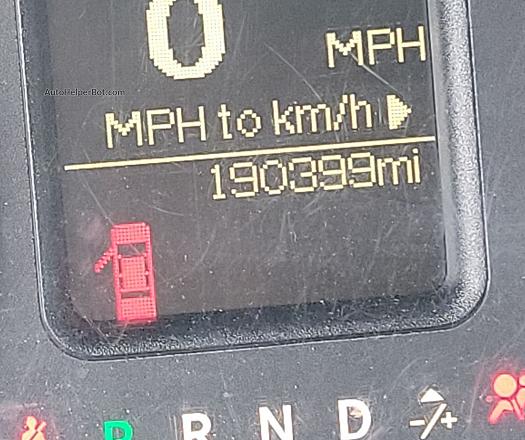 0 MPH
AutoHelperBot.com
MPH to km/h
190399mi
P R N D -/+